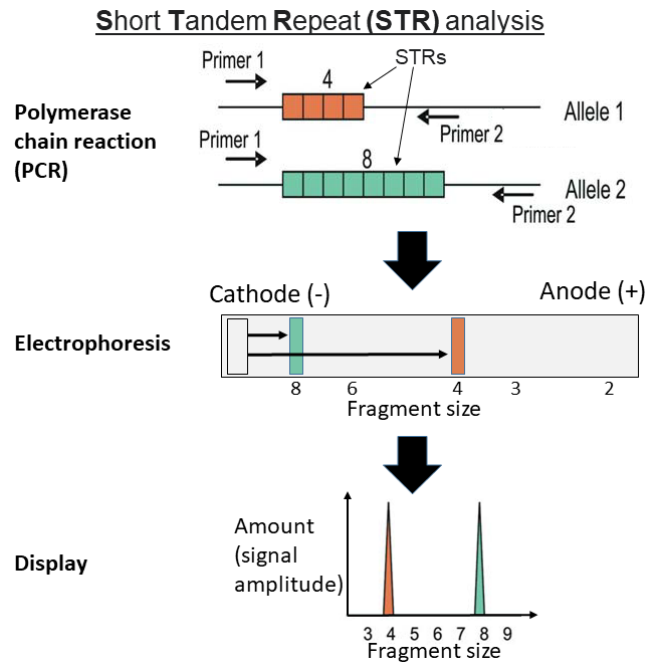 Short Tandem Repeat (STR) analysis
Polymerase
chain reaction
(PCR)
Primer 1
4
STRs
Allele 1
Primer 2
Primer 1
8
Allele 2
Primer 2
Cathode (-)
Anode (+)
Electrophoresis
8 6 4 3 2
Fragment size
Display
Amount
(signal
amplitude)
3 4 5 6 7 8 9
Fragment size